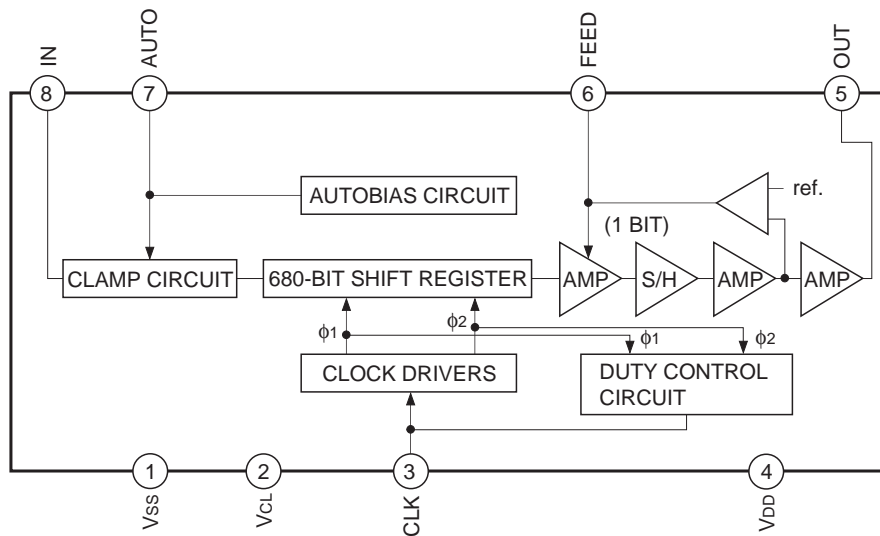 IN
AUTO
FEED
OUT
8
7
6
5
AUTOBIAS CIRCUIT
ref.
(1 BIT)
CLAMP CIRCUIT
680-BIT SHIFT REGISTER
AMP
S/H
AMP
AMP
ϕ1
ϕ2
ϕ1
ϕ2
CLOCK DRIVERS
DUTY CONTROL
CIRCUIT
1
2
3
4
VSS
VCL
CLK
VDD